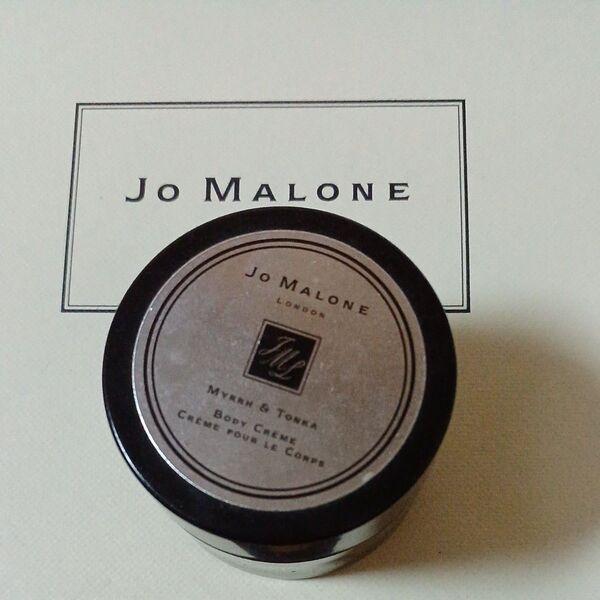 JO MALONE
JO MALONE
LONDON
JML
MYRRH & TONKA
BODY CRÈME
CRÈME POUR LE CORPS